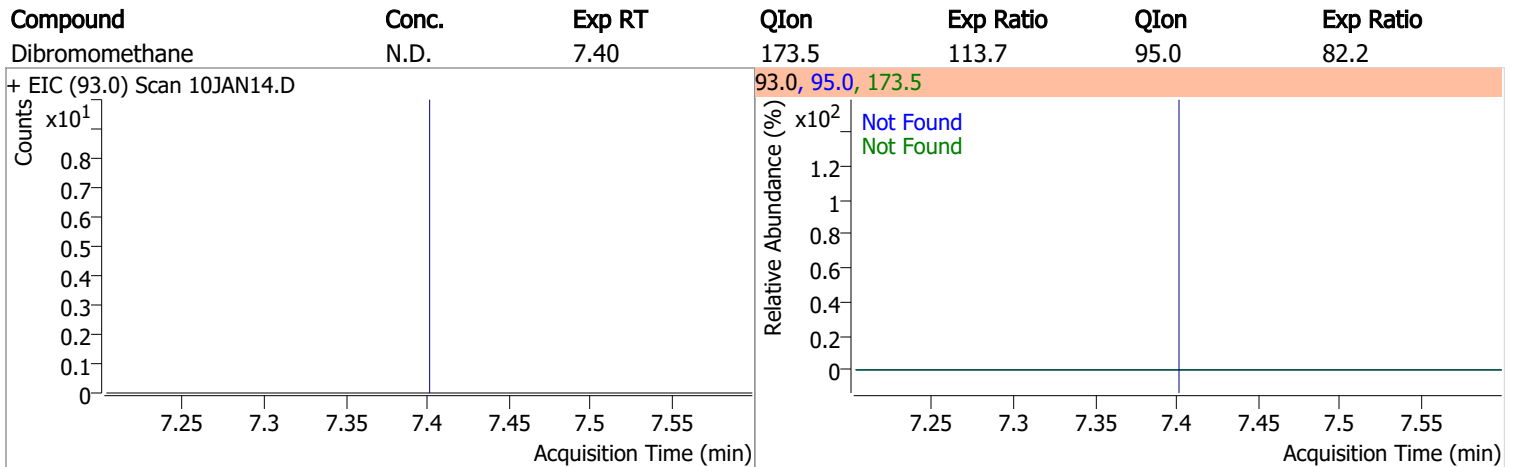 Compound Conc. Exp RT QIon Exp Ratio QIon Exp Ratio
Dibromomethane N.D. 7.40 173.5 113.7 95.0 82.2
+ EIC (93.0) Scan 10JAN14.D
Counts
x10¹
0.8
0.7
0.6
0.5
0.4
0.3
0.2
0.1
0
7.25 7.3 7.35 7.4 7.45 7.5 7.55
Acquisition Time (min)
93.0, 95.0, 173.5
Relative Abundance (%)
x10²
Not Found
Not Found
1.2
1
0.8
0.6
0.4
0.2
0
7.25 7.3 7.35 7.4 7.45 7.5 7.55
Acquisition Time (min)